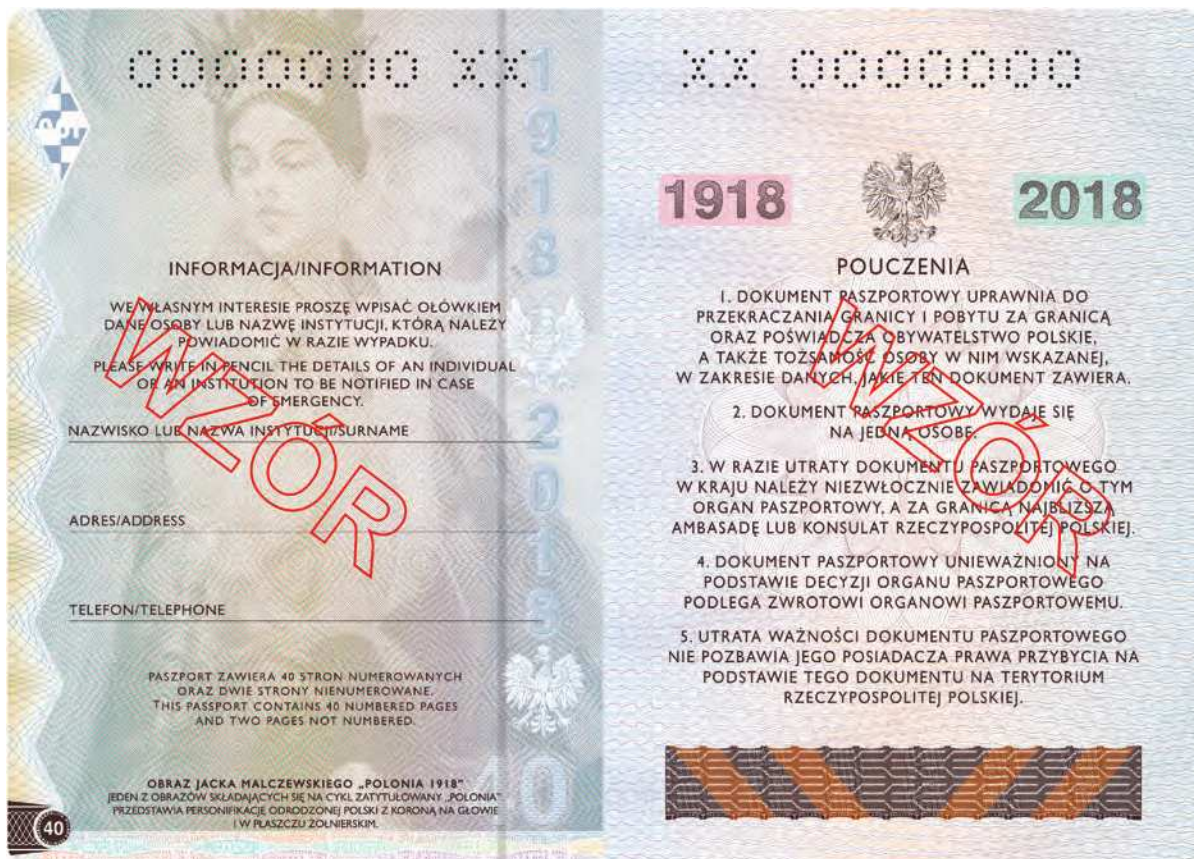 0000000 XX
1918
2018
INFORMACJA/INFORMATION
WE WŁASNYM INTERESIE PROSZĘ WPISAĆ OŁÓWKIEM
DANE OSOBY LUB NAZWĘ INSTYTUCJI, KTÓRĄ NALEŻY
POWIADOMIĆ W RAZIE WYPADKU.
PLEASE WRITE IN PENCIL THE DETAILS OF AN INDIVIDUAL
OR AN INSTITUTION TO BE NOTIFIED IN CASE
OF EMERGENCY.
NAZWISKO LUB NAZWA INSTYTUCJI/SURNAME
ADRES/ADDRESS
TELEFON/TELEPHONE
WZÓR
PASZPORT ZAWIERA 40 STRON NUMEROWANYCH
ORAZ DWIE STRONY NIENUMEROWANE.
THIS PASSPORT CONTAINS 40 NUMBERED PAGES
AND TWO PAGES NOT NUMBERED.
OBRAZ JACKA MALCZEWSKIEGO „POLONIA 1918”
JEDEN Z OBRAZÓW SKŁADAJĄCYCH SIĘ NA CYKL ZATYTUŁOWANY „POLONIA”
PRZEDSTAWIA PERSONIFIKACJĘ ODRODZONEJ POLSKI Z KORONĄ NA GŁOWIE
I W PŁASZCZU ŻOŁNIERSKIM.
40
40
XX 0000000
1918 2018
POUCZENIA
1. DOKUMENT PASZPORTOWY UPRAWNIA DO
PRZEKRACZANIA GRANICY I POBYTU ZA GRANICĄ
ORAZ POŚWIADCZA OBYWATELSTWO POLSKIE,
A TAKŻE TOŻSAMOŚĆ OSOBY W NIM WSKAZANEJ,
W ZAKRESIE DANYCH, JAKIE TEN DOKUMENT ZAWIERA.
2. DOKUMENT PASZPORTOWY WYDAJE SIĘ
NA JEDNĄ OSOBĘ.
3. W RAZIE UTRATY DOKUMENTU PASZPORTOWEGO
W KRAJU NALEŻY NIEZWŁOCZNIE ZAWIADOMIĆ O TYM
ORGAN PASZPORTOWY, A ZA GRANICĄ NAJBLIŻSZĄ
AMBASADĘ LUB KONSULAT RZECZYPOSPOLITEJ POLSKIEJ.
4. DOKUMENT PASZPORTOWY UNIEWAŻNIONY NA
PODSTAWIE DECYZJI ORGANU PASZPORTOWEGO
PODLEGA ZWROTOWI ORGANOWI PASZPORTOWEMU.
5. UTRATA WAŻNOŚCI DOKUMENTU PASZPORTOWEGO
NIE POZBAWIA JEGO POSIADACZA PRAWA PRZYBYCIA NA
PODSTAWIE TEGO DOKUMENTU NA TERYTORIUM
RZECZYPOSPOLITEJ POLSKIEJ.
WZÓR